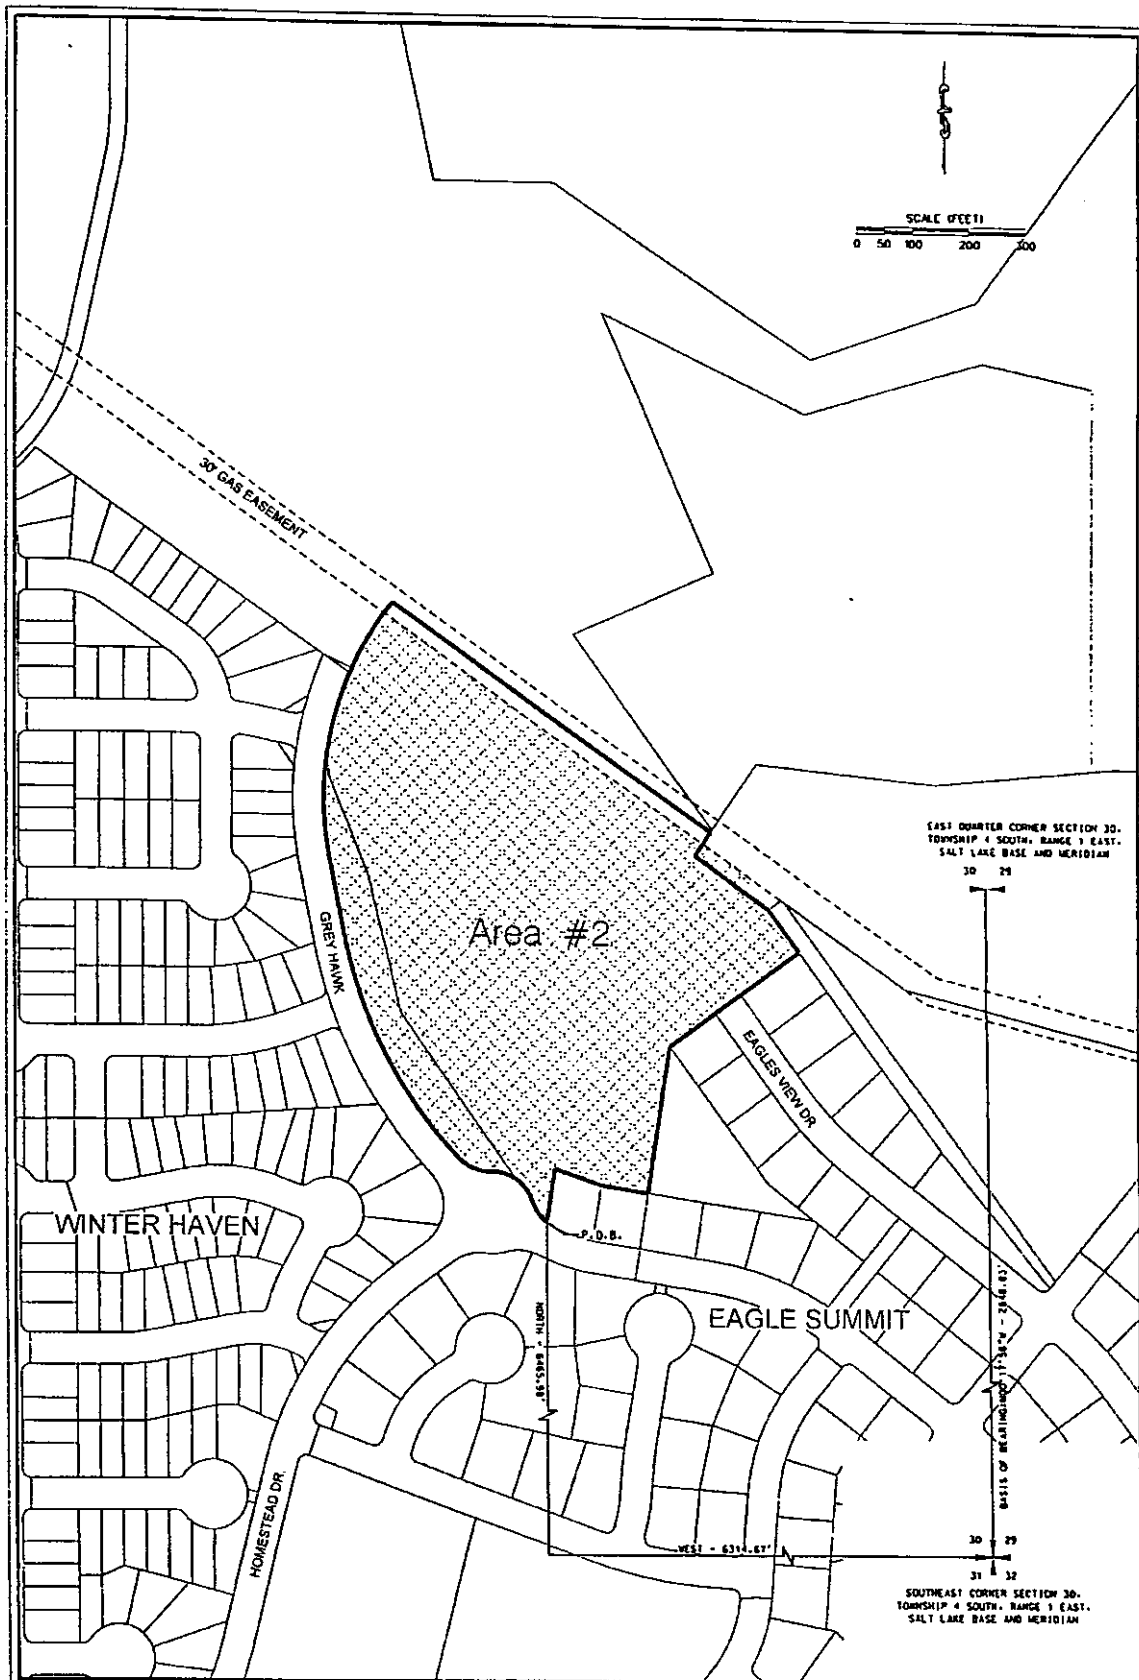 SCALE (FEET)
0 50 100 200 300
30' GAS EASEMENT
EAST QUARTER CORNER SECTION 30,
TOWNSHIP 4 SOUTH, RANGE 1 EAST,
SALT LAKE BASE AND MERIDIAN
30 29
Area #2
GREY HAWK
EAGLES VIEW DR
WINTER HAVEN
P.O.B.
EAGLE SUMMIT
NORTH - 6465.98'
BASIS OF BEARING
HOMESTEAD DR.
WEST - 6314.67'
30 29
31 32
SOUTHEAST CORNER SECTION 30,
TOWNSHIP 4 SOUTH, RANGE 1 EAST,
SALT LAKE BASE AND MERIDIAN